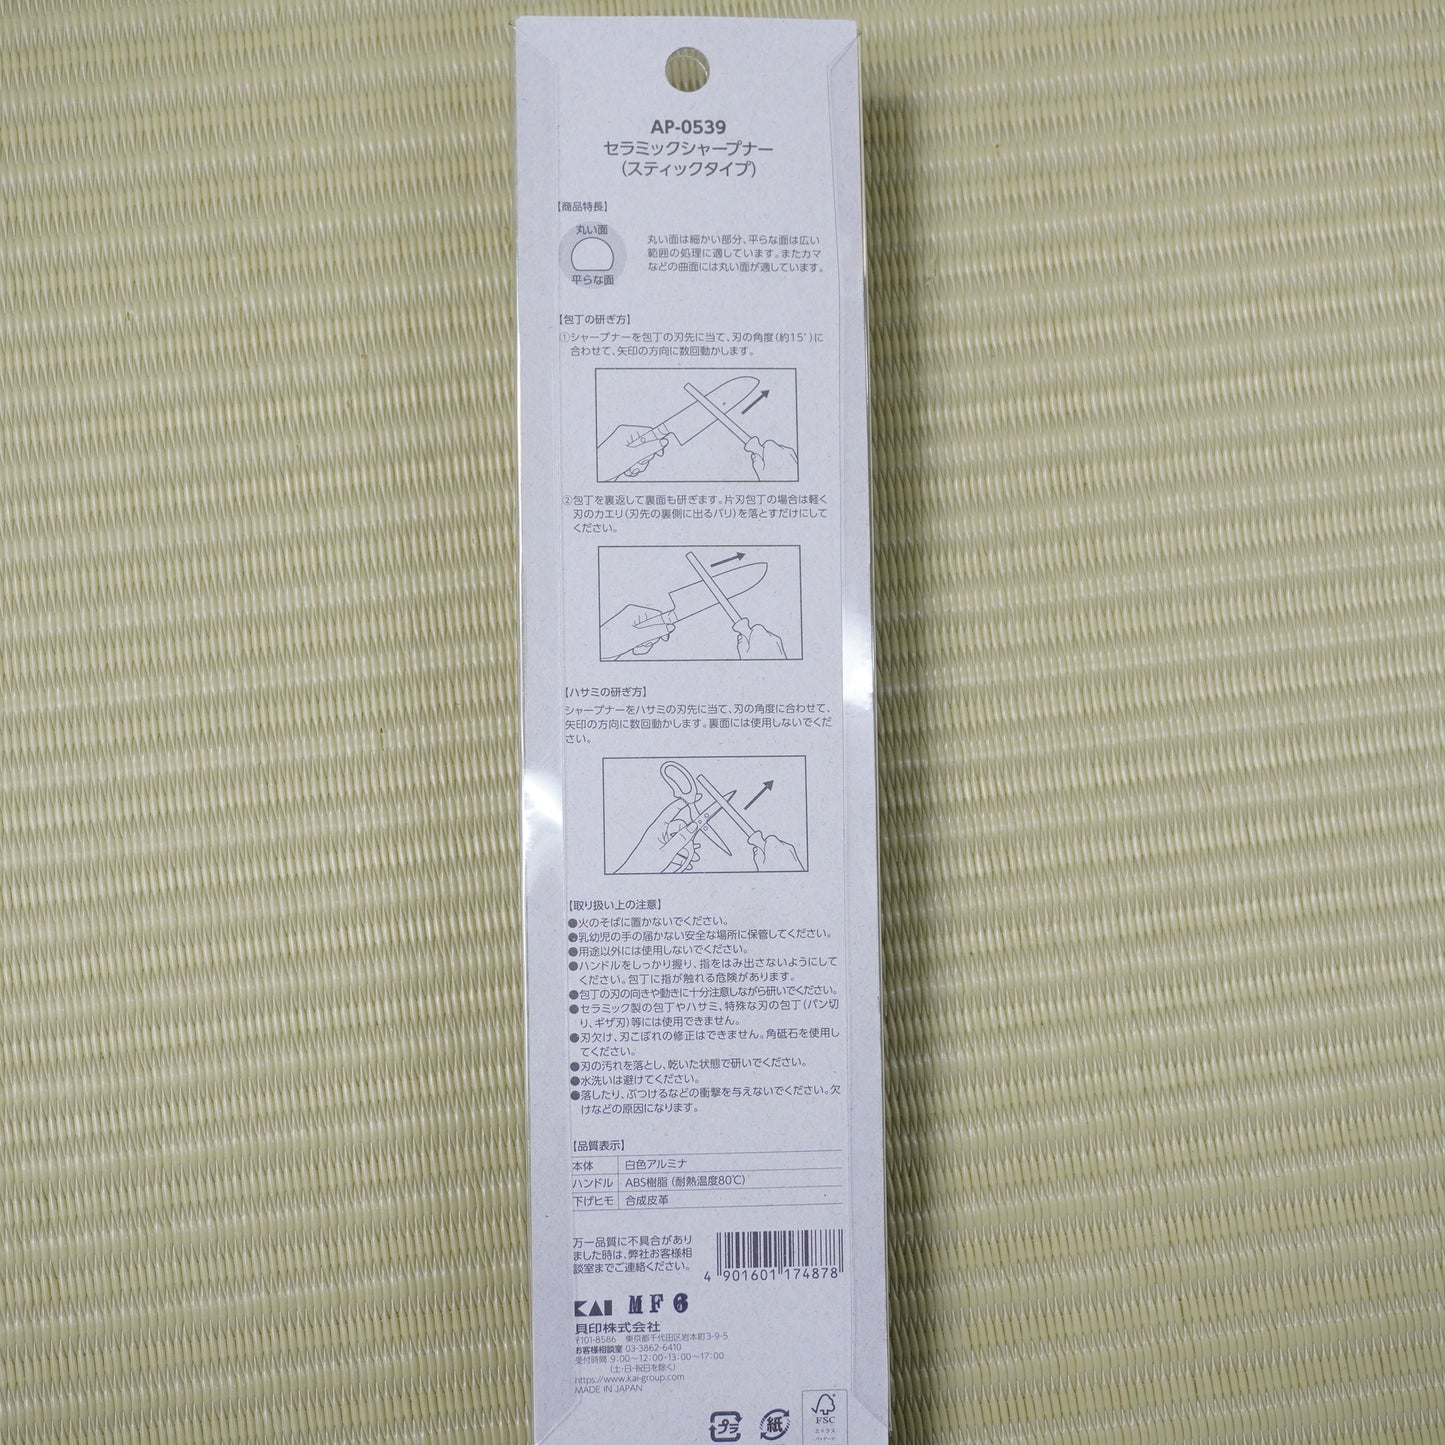 AP-0539
セラミックシャープナー
(スティックタイプ)
【商品特長】
丸い面
平らな面
丸い面は細かい部分、平らな面は広い
範囲の処理に適しています。またカマ
などの曲面には丸い面が適しています。
【包丁の研ぎ方】
①シャープナーを包丁の刃先に当て、刃の角度(約15°)に
合わせて、矢印の方向に数回動かします。
②包丁を裏返して裏面も研ぎます。片刃包丁の場合は軽く
刃のカエリ(刃先の裏側に出るバリ)を落とすだけにして
ください。
【ハサミの研ぎ方】
シャープナーをハサミの刃先に当て、刃の角度に合わせて、
矢印の方向に数回動かします。裏面には使用しないでくだ
さい。
【取り扱い上の注意】
●火のそばに置かないでください。
●乳幼児の手の届かない安全な場所に保管してください。
●用途以外には使用しないでください。
●ハンドルをしっかり握り、指をはみ出さないようにして
ください。包丁に指が触れる危険があります。
●包丁の刃の向きや動きに十分注意しながら研いでください。
●セラミック製の包丁やハサミ、特殊な刃の包丁(パン切
り、ギザ刃)等には使用できません。
●刃欠け、刃こぼれの修正はできません。角砥石を使用し
てください。
●刃の汚れを落とし、乾いた状態で研いでください。
●水洗いは避けてください。
●落したり、ぶつけるなどの衝撃を与えないでください。欠
けなどの原因になります。
【品質表示】
本体 白色アルミナ
ハンドル ABS樹脂(耐熱温度80℃)
下げヒモ 合成皮革
万一品質に不具合があり
ました時は、弊社お客様相
談室までご連絡ください。
4 901601 174878
KAI MF6
貝印株式会社
〒101-8586 東京都千代田区岩本町3-9-5
お客様相談室 03-3862-6410
受付時間 9:00〜12:00・13:00〜17:00
(土・日・祝日を除く)
https://www.kai-group.com
MADE IN JAPAN
プラ
紙
FSC
ミックス
パッケージ